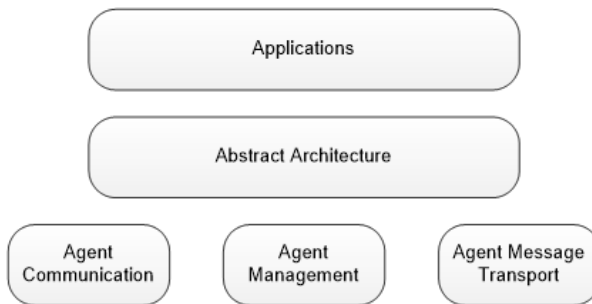 Applications
Abstract Architecture
Agent
Communication
Agent
Management
Agent Message
Transport